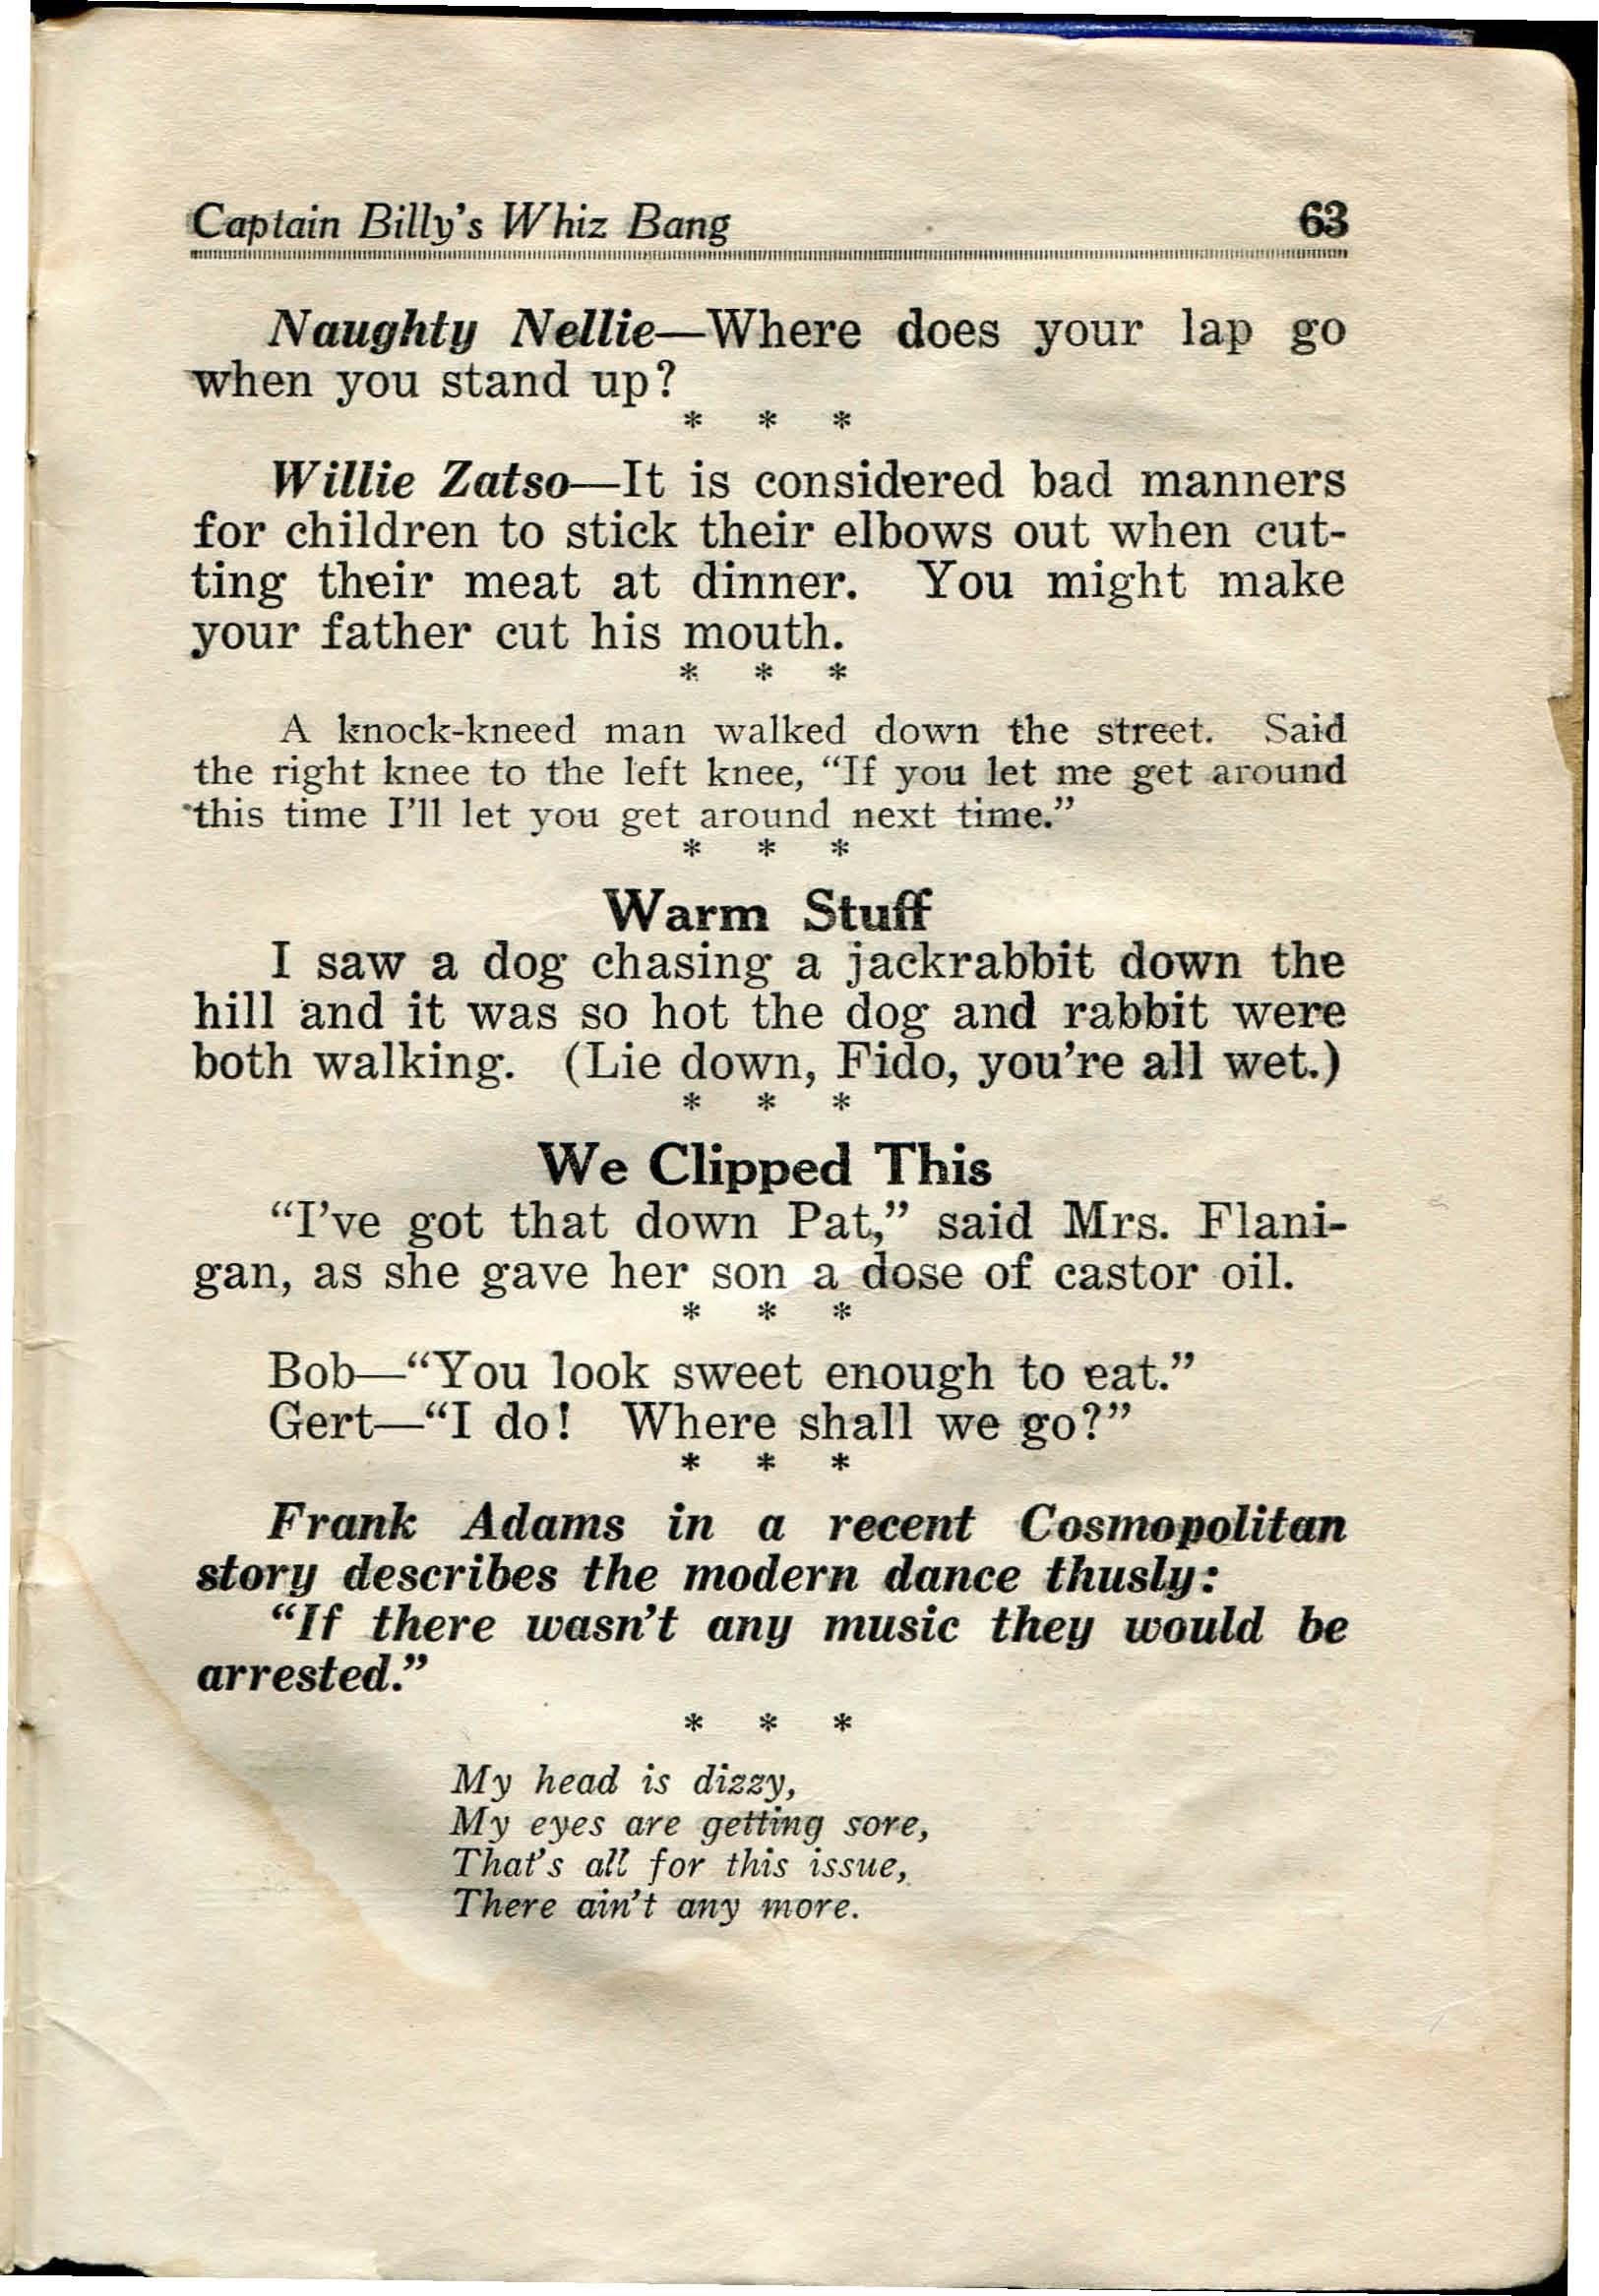 Captain Billy's Whiz Bang 63
Naughty Nellie—Where does your lap go
when you stand up?
* * *
Willie Zatso—It is considered bad manners
for children to stick their elbows out when cut-
ting their meat at dinner. You might make
your father cut his mouth.
* * *
A knock-kneed man walked down the street. Said
the right knee to the left knee, “If you let me get around
this time I'll let you get around next time.”
* * *
Warm Stuff
I saw a dog chasing a jackrabbit down the
hill and it was so hot the dog and rabbit were
both walking. (Lie down, Fido, you're all wet.)
* * *
We Clipped This
“I've got that down Pat,” said Mrs. Flani-
gan, as she gave her son a dose of castor oil.
* * *
Bob—“You look sweet enough to eat.”
Gert—“I do! Where shall we go?”
* * *
Frank Adams in a recent Cosmopolitan
story describes the modern dance thusly:
“If there wasn't any music they would be
arrested.”
* * *
My head is dizzy,
My eyes are getting sore,
That's all for this issue,
There ain't any more.